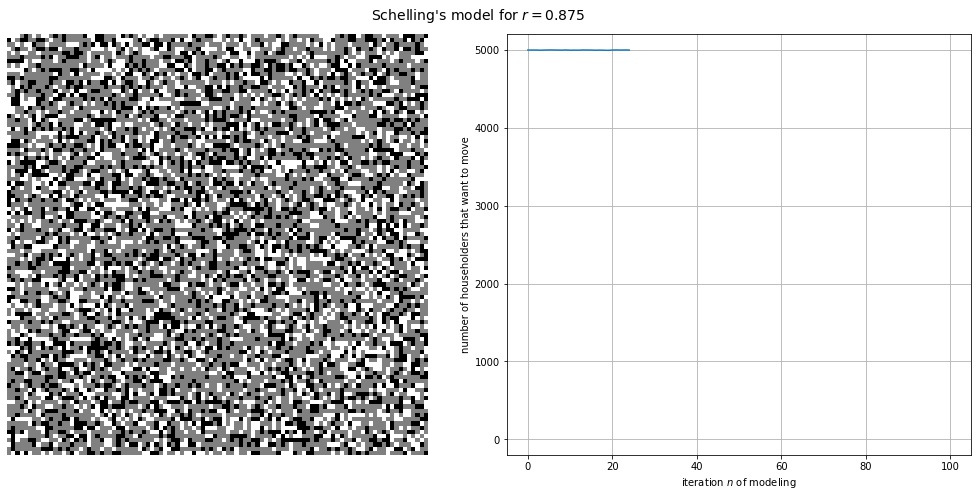 Schelling's model for r = 0.875
number of householders that want to move
5000
4000
3000
2000
1000
0
0 20 40 60 80 100
iteration n of modeling